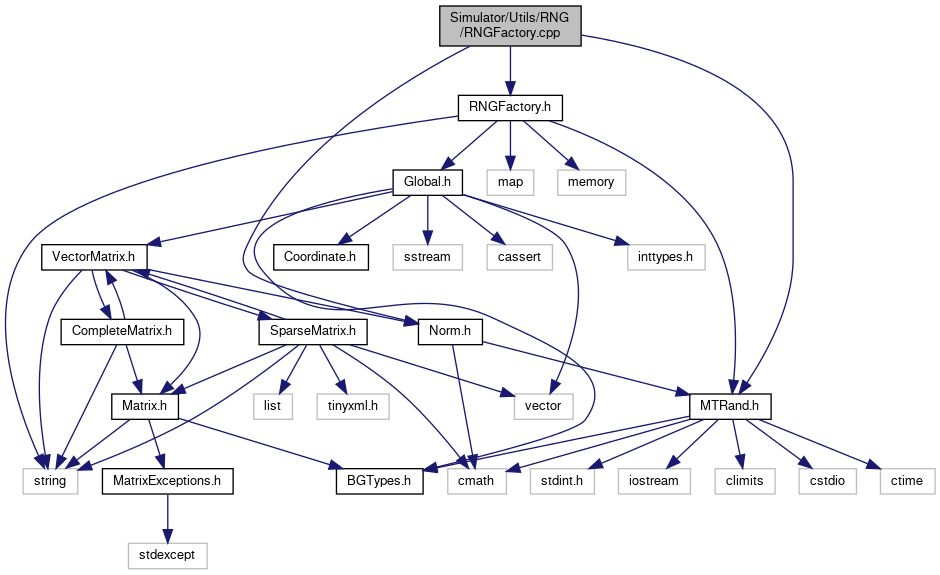 Simulator/Utils/RNG
/RNGFactory.cpp
RNGFactory.h
Global.h
map
memory
VectorMatrix.h
Coordinate.h
sstream
cassert
inttypes.h
CompleteMatrix.h
SparseMatrix.h
Norm.h
Matrix.h
list
tinyxml.h
vector
MTRand.h
string
MatrixExceptions.h
BGTypes.h
cmath
stdint.h
iostream
climits
cstdio
ctime
stdexcept